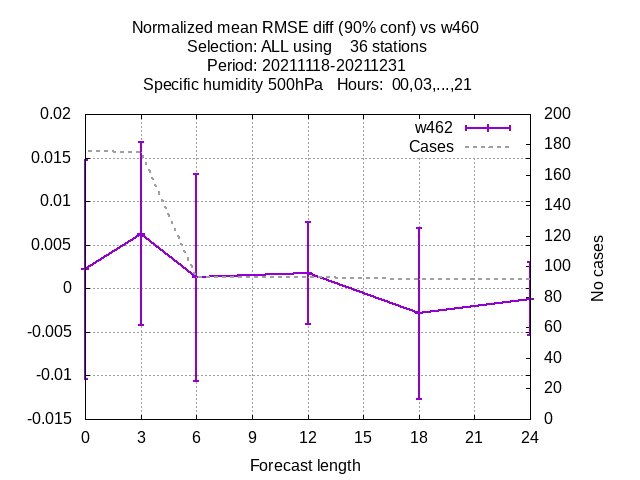 Normalized mean RMSE diff (90% conf) vs w460
Selection: ALL using    36 stations
Period: 20211118-20211231
Specific humidity 500hPa   Hours:  00,03,...,21
0.02
0.015
0.01
0.005
0
-0.005
-0.01
-0.015
200
180
160
140
120
100
80
60
40
20
0
w462
Cases
No cases
0 3 6 9 12 15 18 21 24
Forecast length